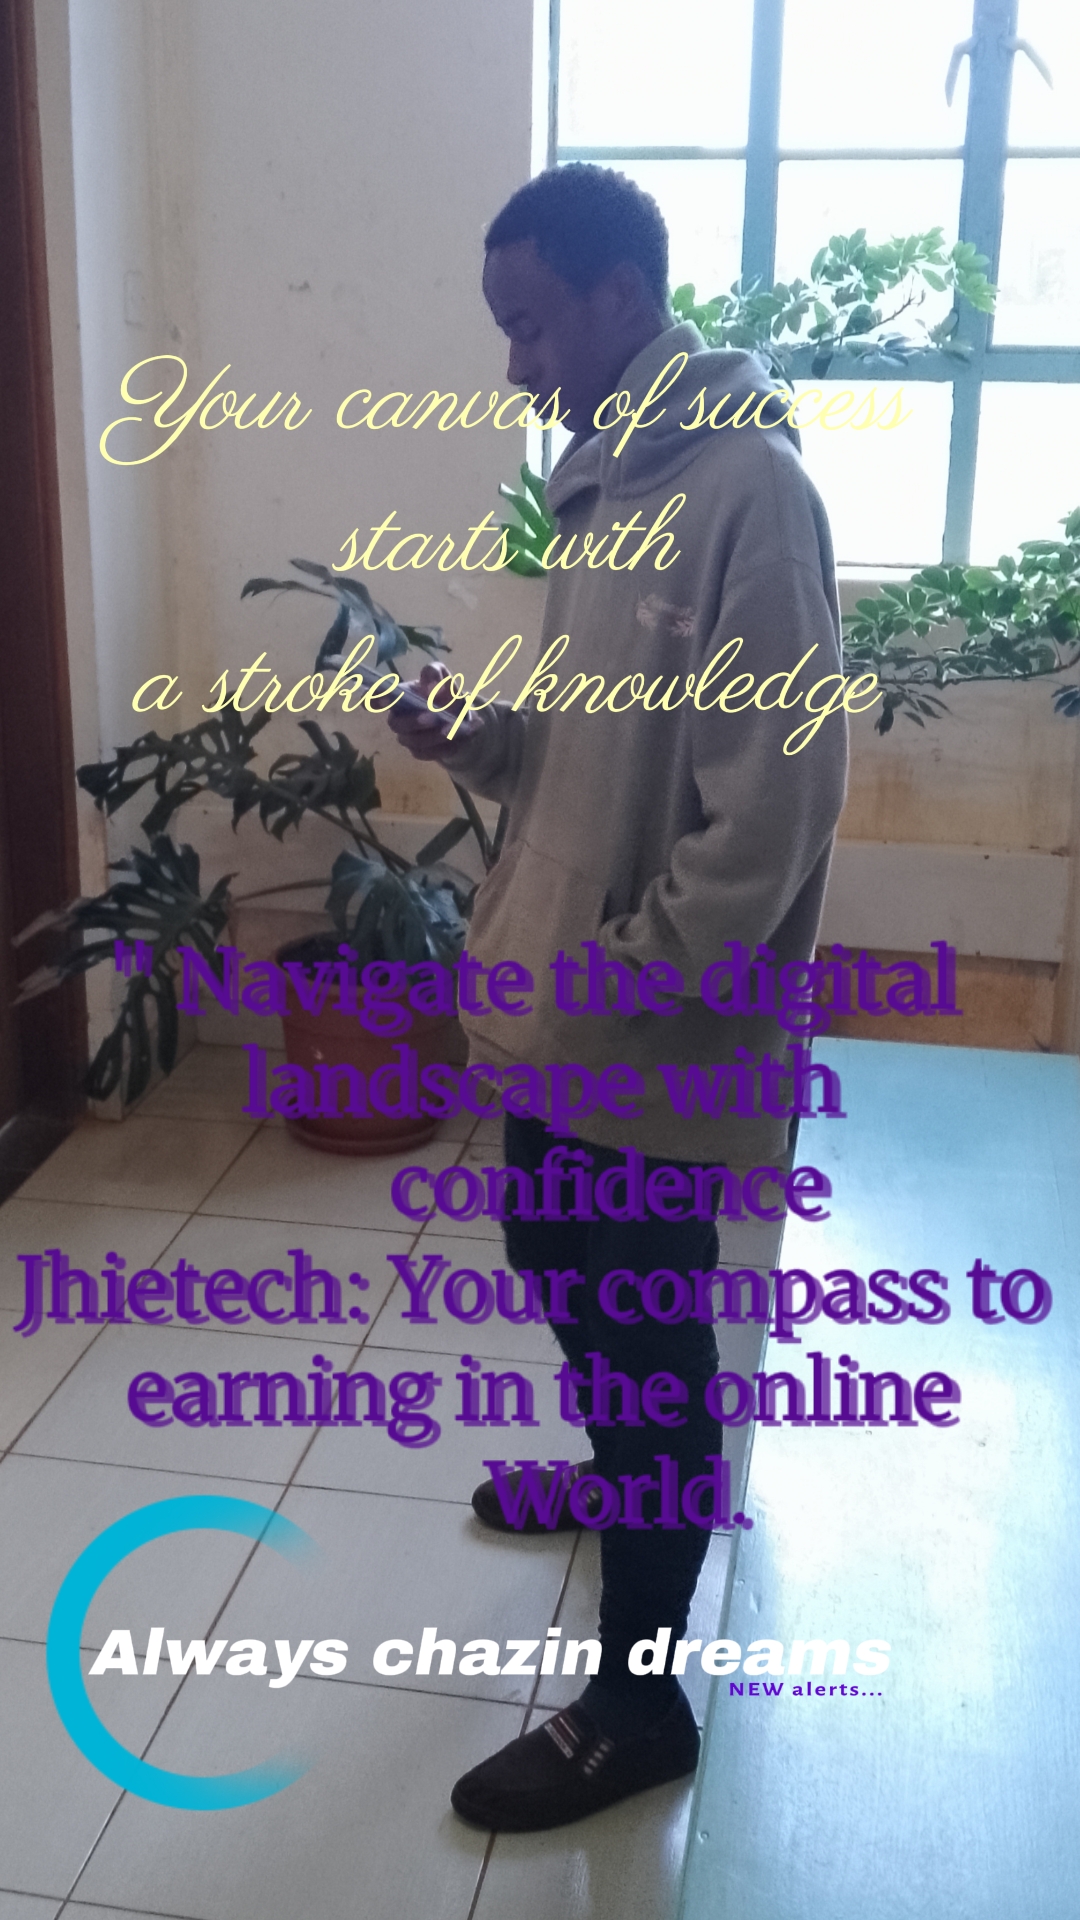 Your canvas of success
starts with
a stroke of knowledge
" Navigate the digital
landscape with
confidence
Jhietech: Your compass to
earning in the online
World.
Always chazin dreams
NEW alerts...